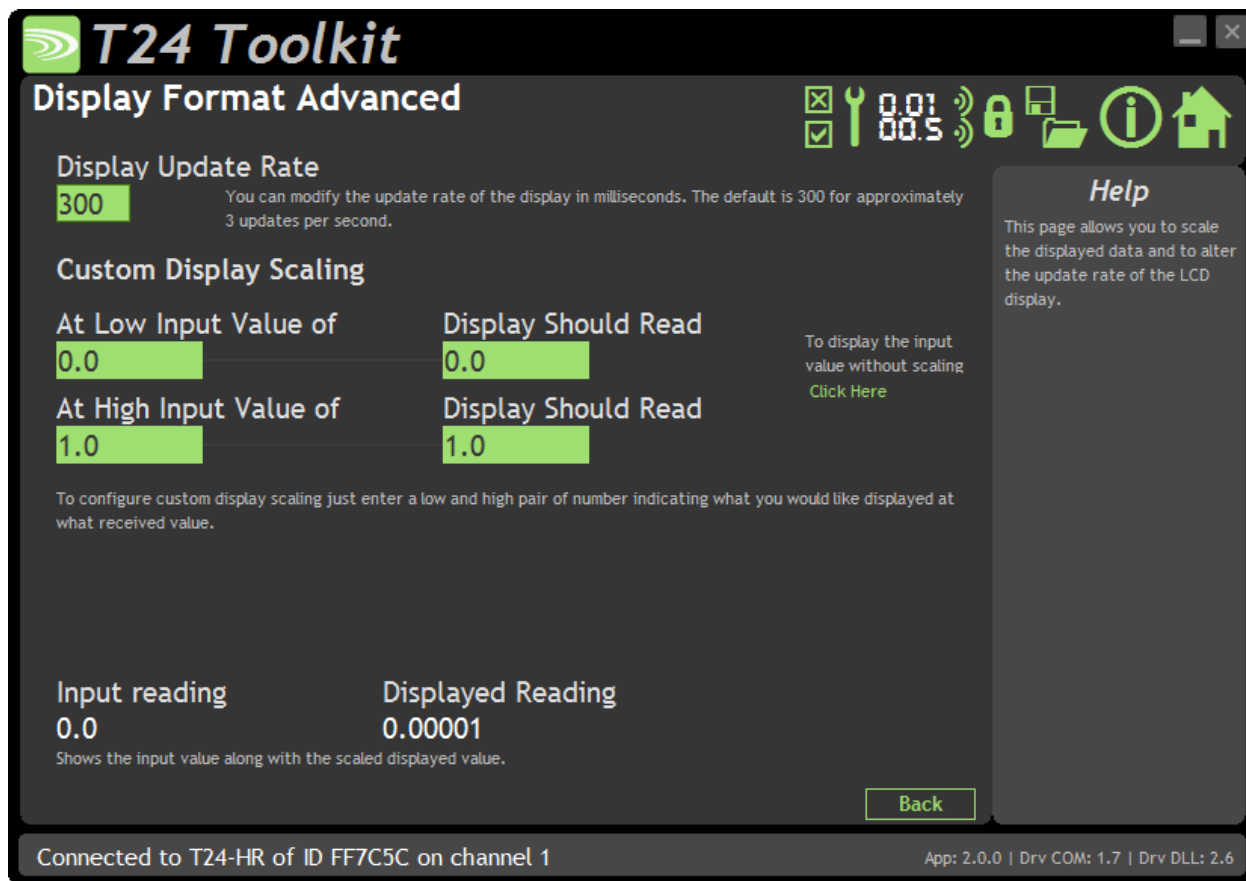 T24 Toolkit
Display Format Advanced
0.01
00.5
Display Update Rate
300
You can modify the update rate of the display in milliseconds. The default is 300 for approximately
3 updates per second.
Custom Display Scaling
At Low Input Value of
Display Should Read
0.0
0.0
At High Input Value of
Display Should Read
1.0
1.0
To display the input
value without scaling
Click Here
To configure custom display scaling just enter a low and high pair of number indicating what you would like displayed at
what received value.
Input reading
Displayed Reading
0.0
0.00001
Shows the input value along with the scaled displayed value.
Back
Help
This page allows you to scale
the displayed data and to alter
the update rate of the LCD
display.
Connected to T24-HR of ID FF7C5C on channel 1
App: 2.0.0 | Drv COM: 1.7 | Drv DLL: 2.6